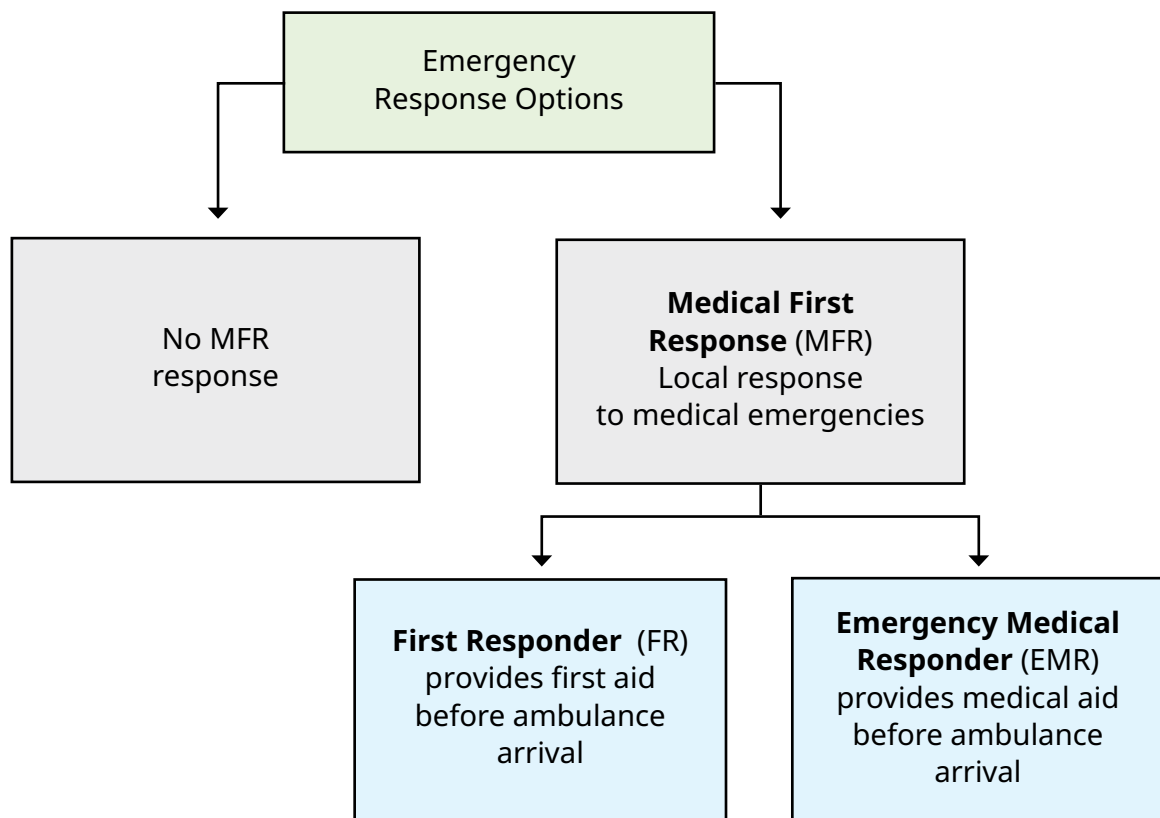 Emergency
Response Options
No MFR
response
Medical First
Response (MFR)
Local response
to medical emergencies
First Responder (FR)
provides first aid
before ambulance
arrival
Emergency Medical
Responder (EMR)
provides medical aid
before ambulance
arrival